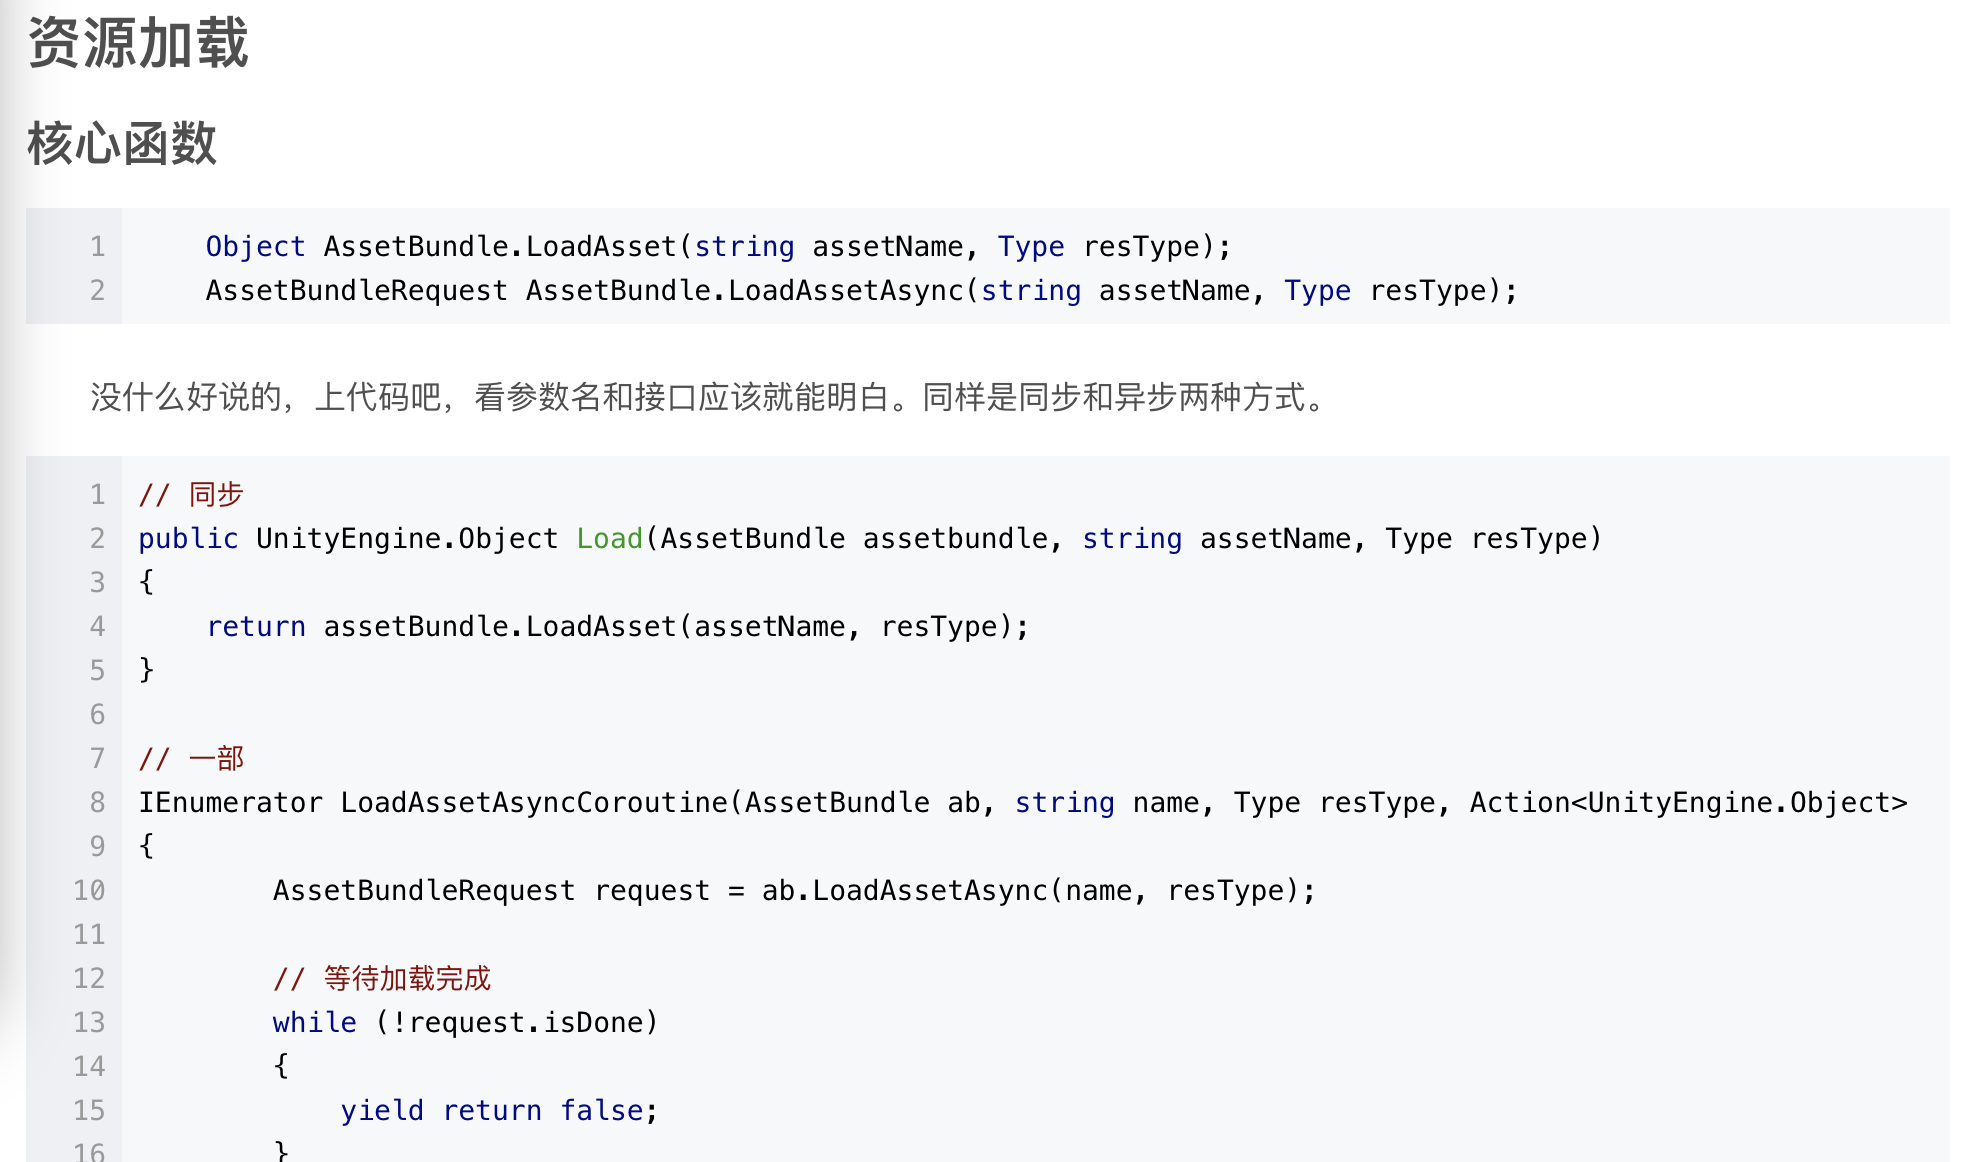 资源加载
核心函数
1 Object AssetBundle.LoadAsset(string assetName, Type resType);
2 AssetBundleRequest AssetBundle.LoadAssetAsync(string assetName, Type resType);
没什么好说的，上代码吧，看参数名和接口应该就能明白。同样是同步和异步两种方式。
1 // 同步
2 public UnityEngine.Object Load(AssetBundle assetbundle, string assetName, Type resType)
3 {
4 return assetBundle.LoadAsset(assetName, resType);
5 }
6
7 // 一部
8 IEnumerator LoadAssetAsyncCoroutine(AssetBundle ab, string name, Type resType, Action<UnityEngine.Object>
9 {
10 AssetBundleRequest request = ab.LoadAssetAsync(name, resType);
11
12 // 等待加载完成
13 while (!request.isDone)
14 {
15 yield return false;
16 }